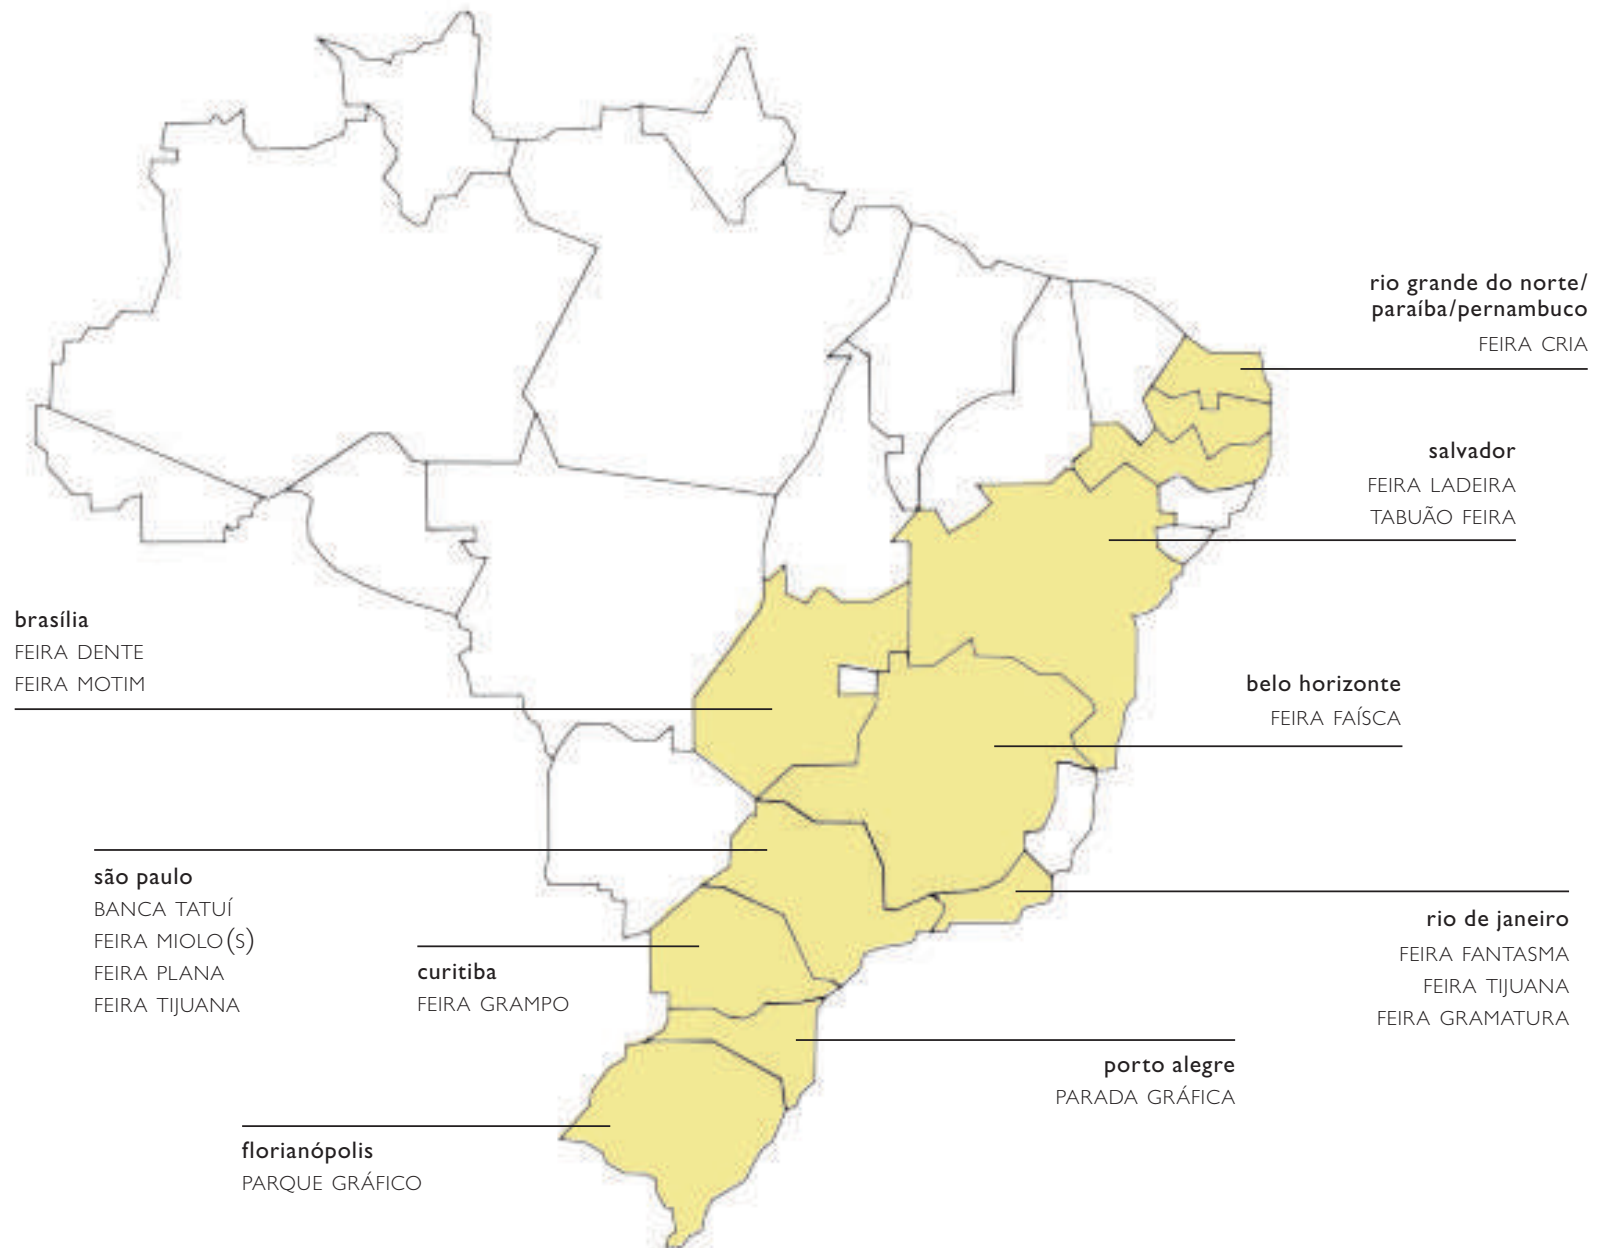 rio grande do norte/
paraíba/pernambuco
FEIRA CRIA
salvador
FEIRA LADEIRA
TABUÃO FEIRA
brasília
FEIRA DENTE
FEIRA MOTIM
belo horizonte
FEIRA FAÍSCA
são paulo
BANCA TATUÍ
FEIRA MIOLO(S)
FEIRA PLANA
FEIRA TIJUANA
curitiba
FEIRA GRAMPO
rio de janeiro
FEIRA FANTASMA
FEIRA TIJUANA
FEIRA GRAMATURA
porto alegre
PARADA GRÁFICA
florianópolis
PARQUE GRÁFICO